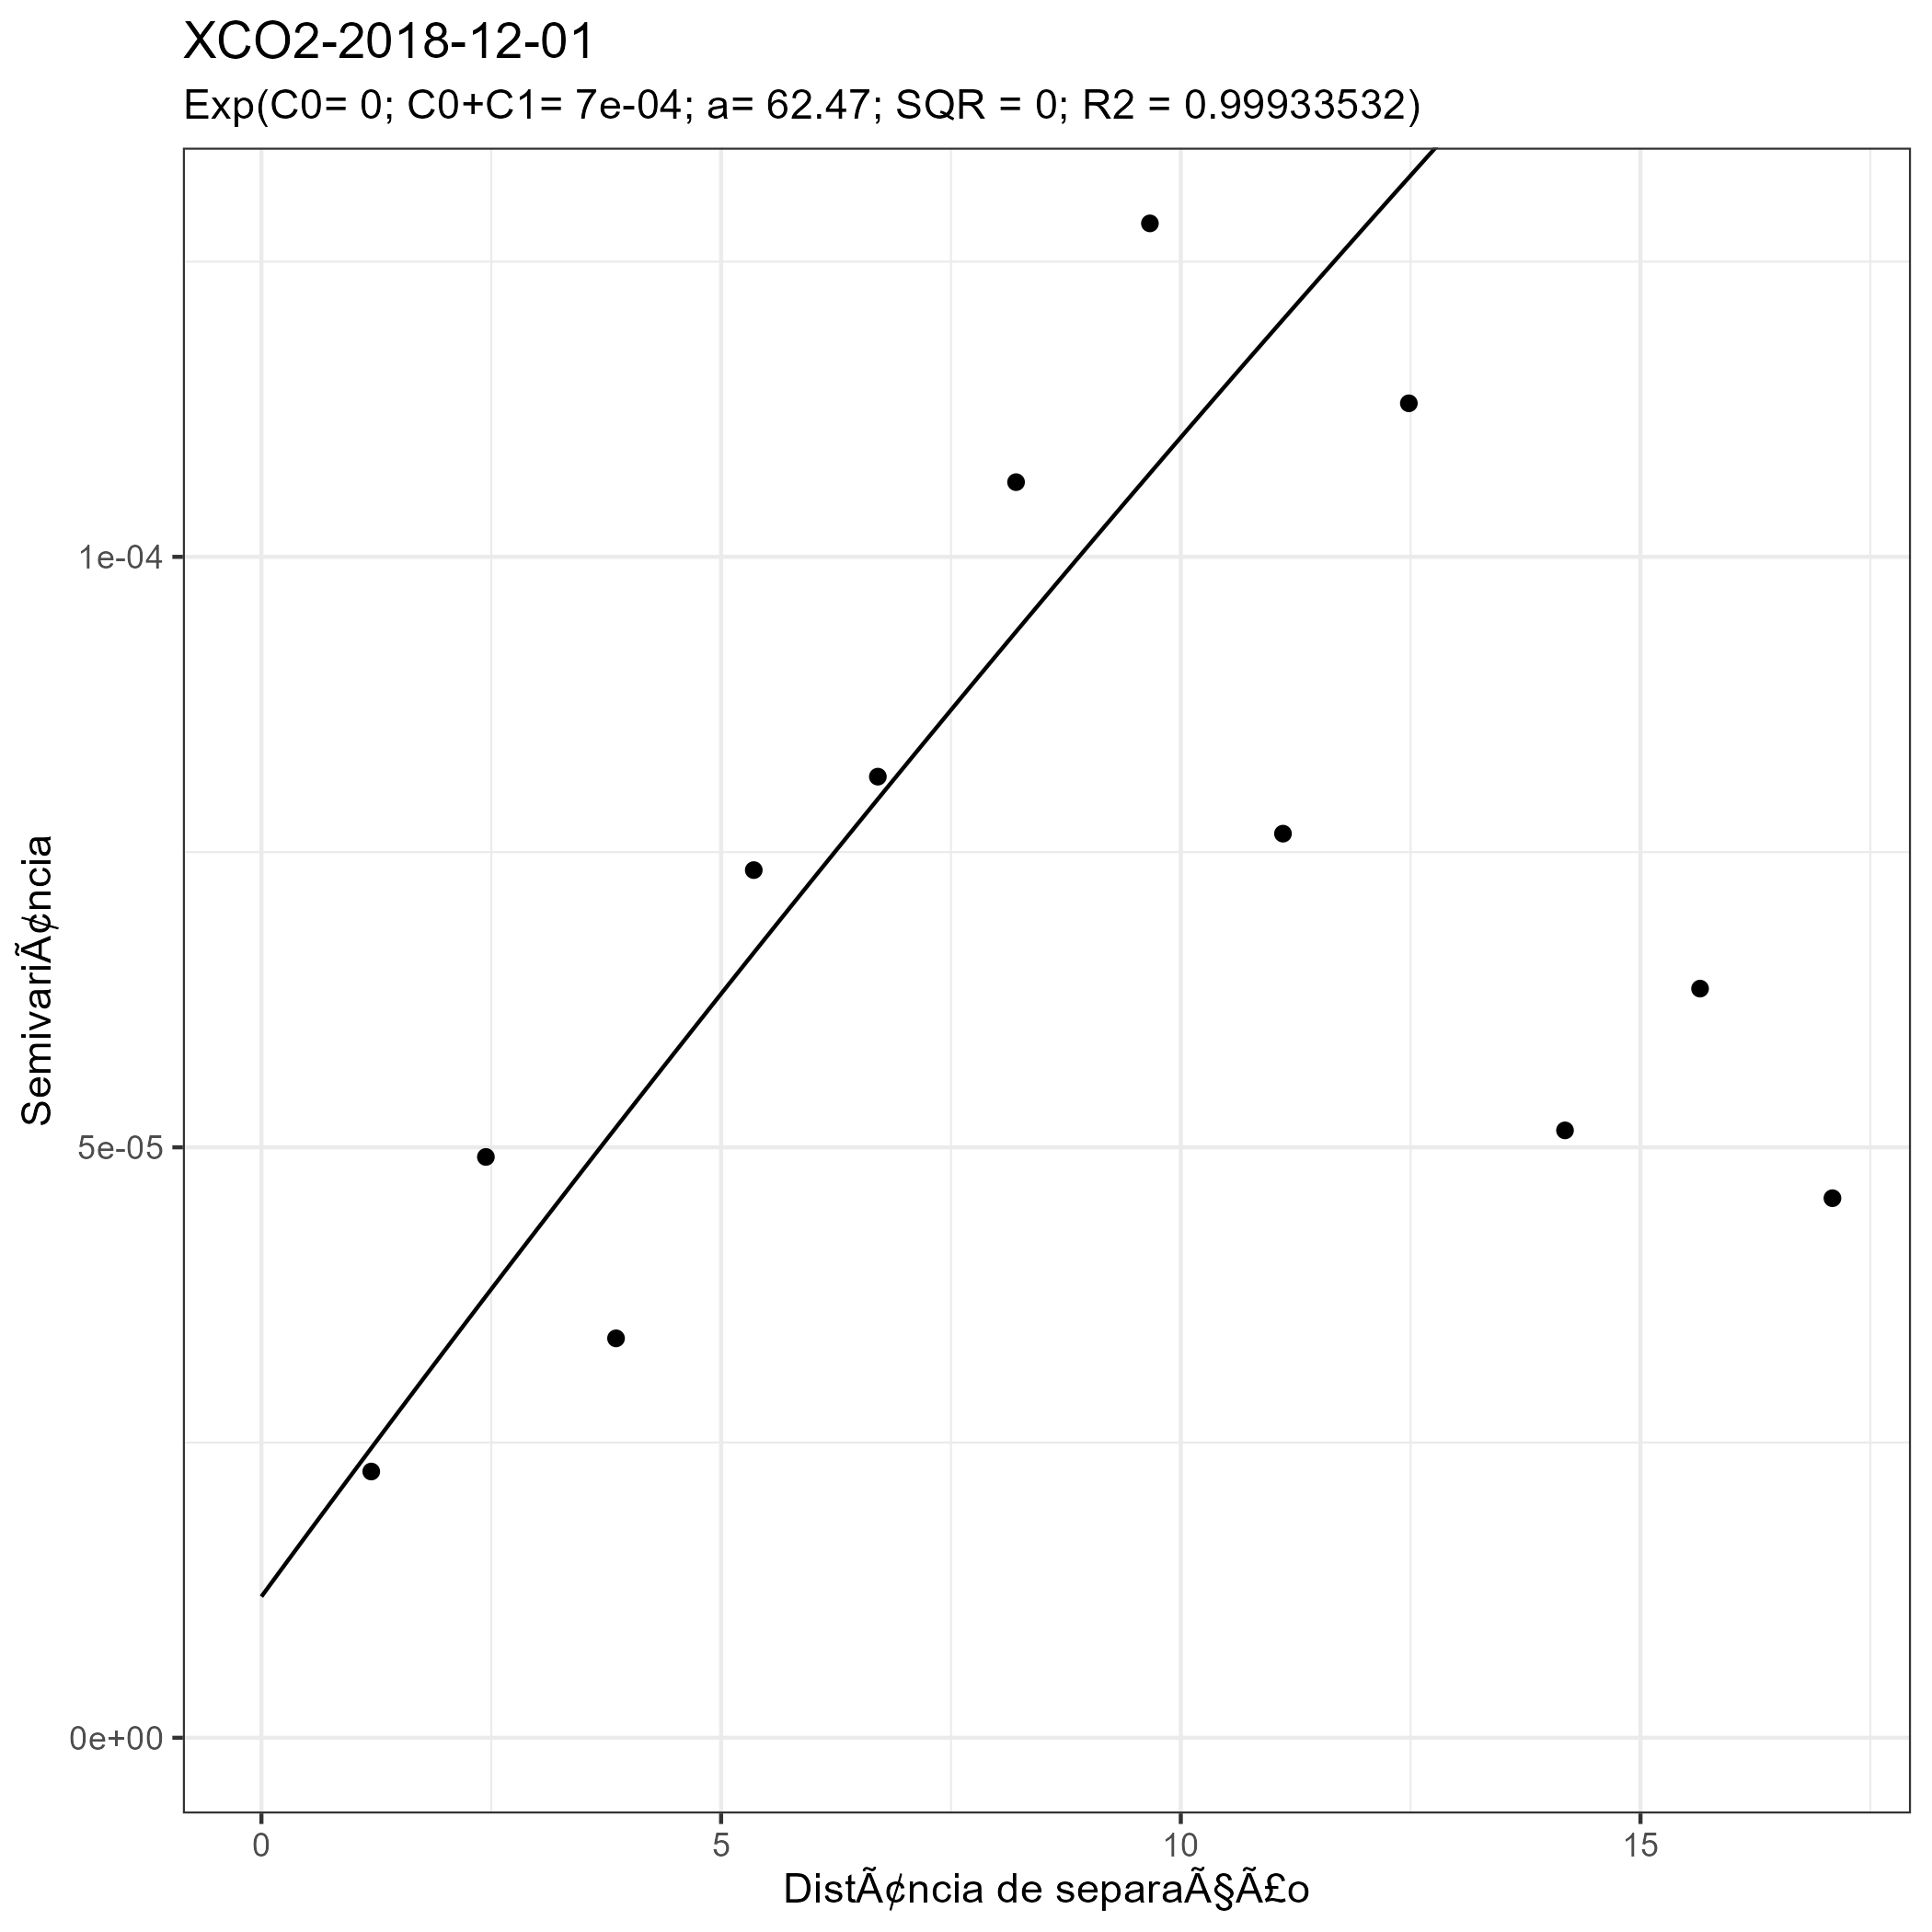 XCO2-2018-12-01
Exp(C0= 0; C0+C1= 7e-04; a= 62.47; SQR = 0; R2 = 0.99933532)
SemivariÃ¢ncia
1e-04
5e-05
0e+00
0
5
10
15
DistÃ¢ncia de separaÃ§Ã£o